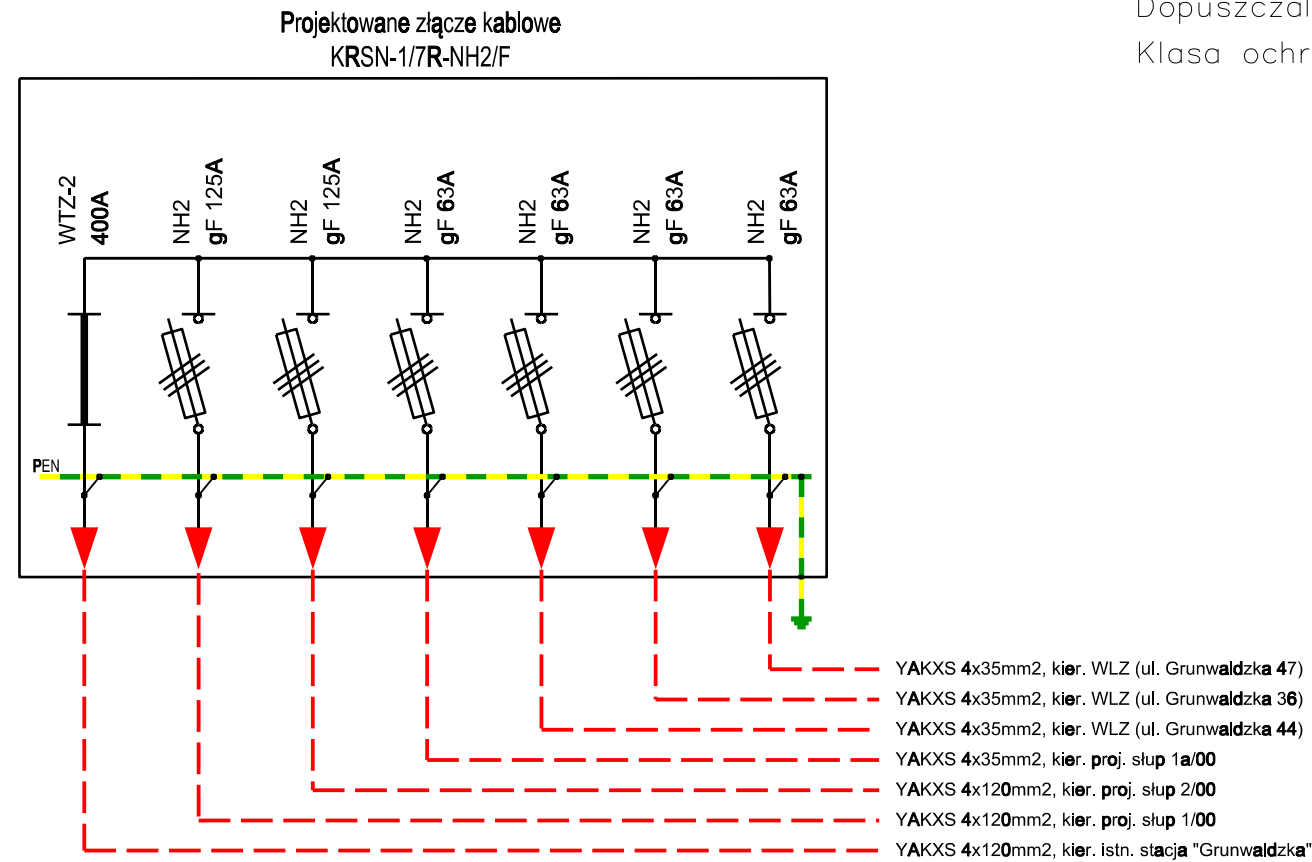 Dopuszczal
Klasa ochr
Projektowane złącze kablowe
KRSN-1/7R-NH2/F
WTZ-2
400A
NH2
gF 125A
NH2
gF 125A
NH2
gF 63A
NH2
gF 63A
NH2
gF 63A
NH2
gF 63A
PEN
YAKXS 4x35mm2, kier. WLZ (ul. Grunwaldzka 47)
YAKXS 4x35mm2, kier. WLZ (ul. Grunwaldzka 36)
YAKXS 4x35mm2, kier. WLZ (ul. Grunwaldzka 44)
YAKXS 4x35mm2, kier. proj. słup 1a/00
YAKXS 4x120mm2, kier. proj. słup 2/00
YAKXS 4x120mm2, kier. proj. słup 1/00
YAKXS 4x120mm2, kier. istn. stacja "Grunwaldzka"